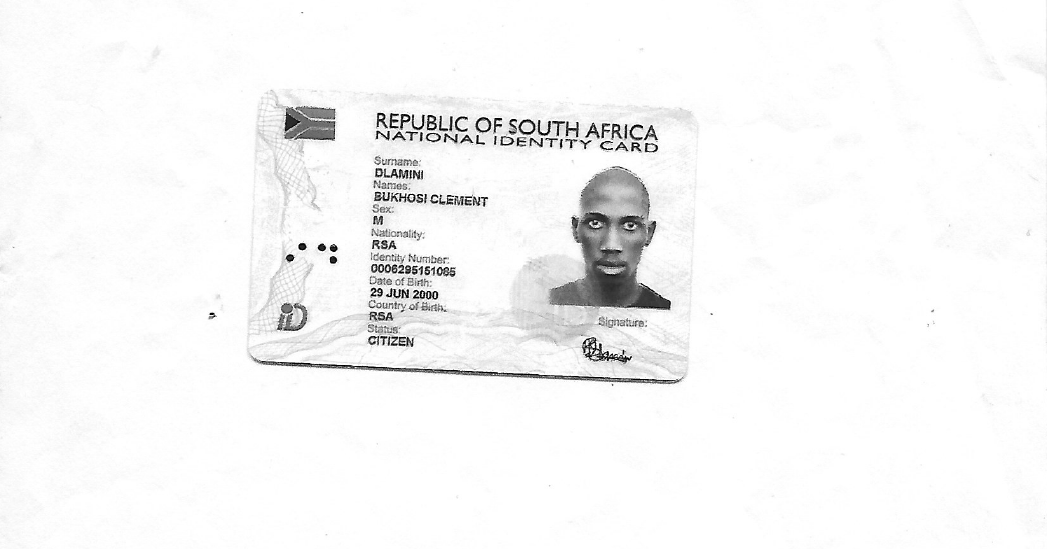 REPUBLIC OF SOUTH AFRICA
NATIONAL IDENTITY CARD
Surname:
DLAMINI
Names:
BUKHOSI CLEMENT
Sex:
M
Nationality:
RSA
Identity Number:
0006295151085
Date of Birth:
29 JUN 2000
Country of Birth:
RSA
Status:
CITIZEN
Signature:
iD